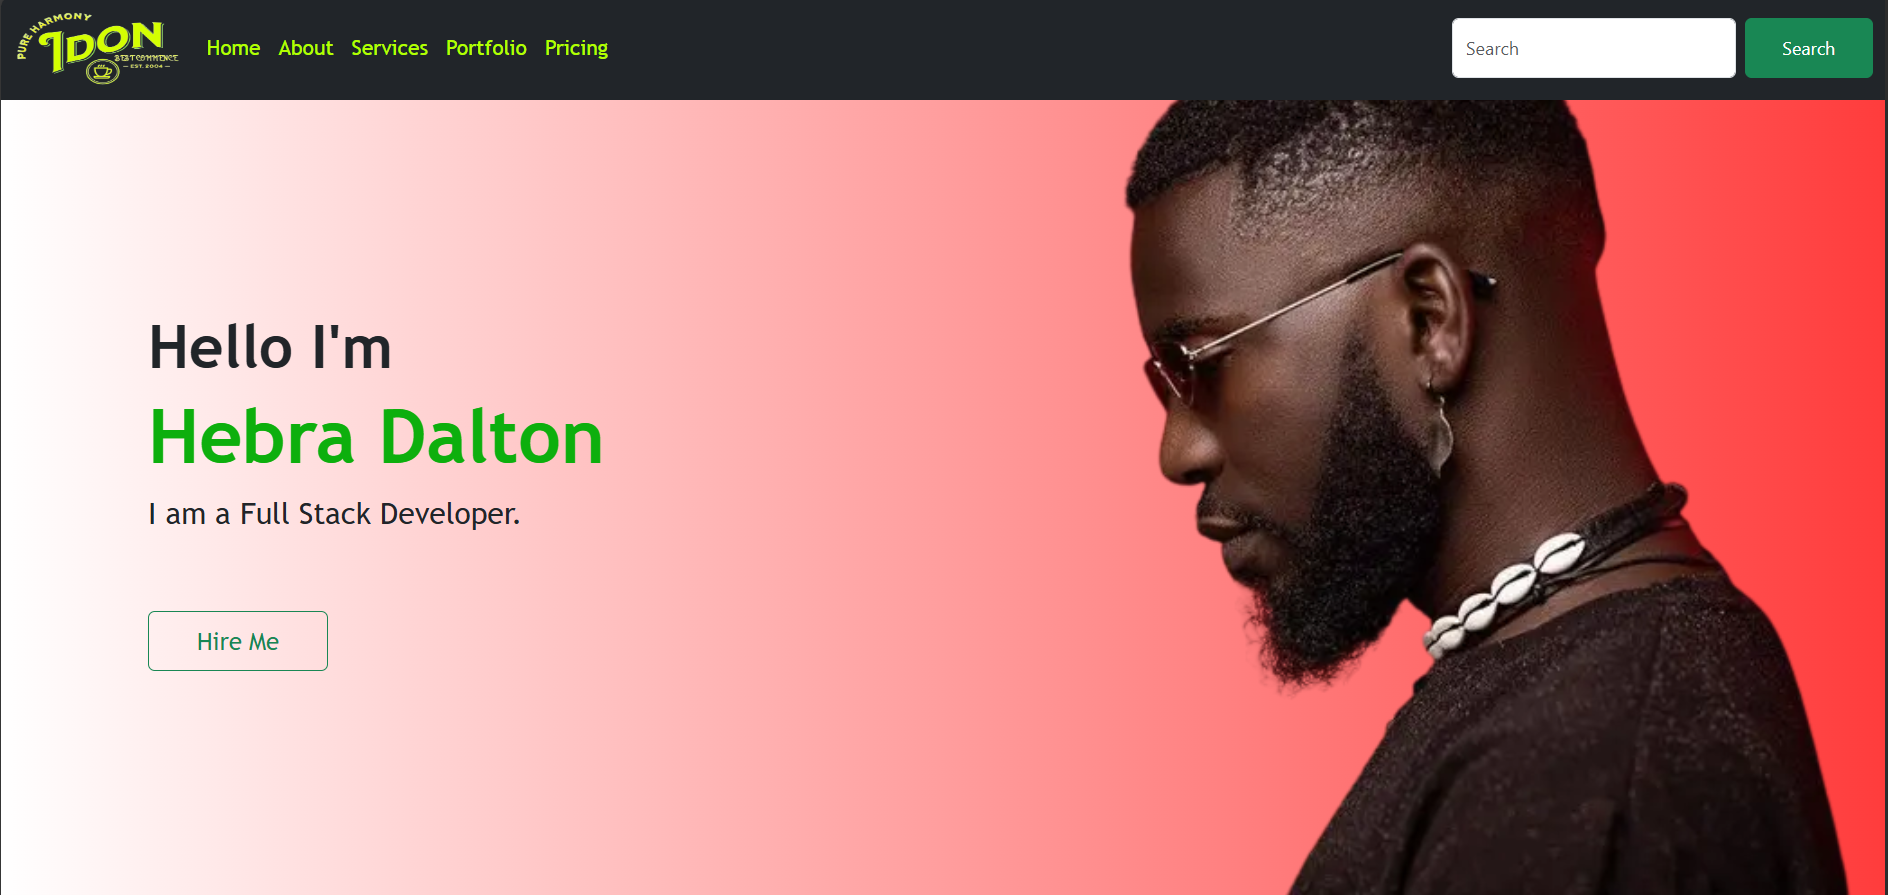 PURE HARMONY
IDON
BEST COMMENCE
— EST. 2004 —
Home About Services Portfolio Pricing
Search
Search
Hello I'm
Hebra Dalton
I am a Full Stack Developer.
Hire Me